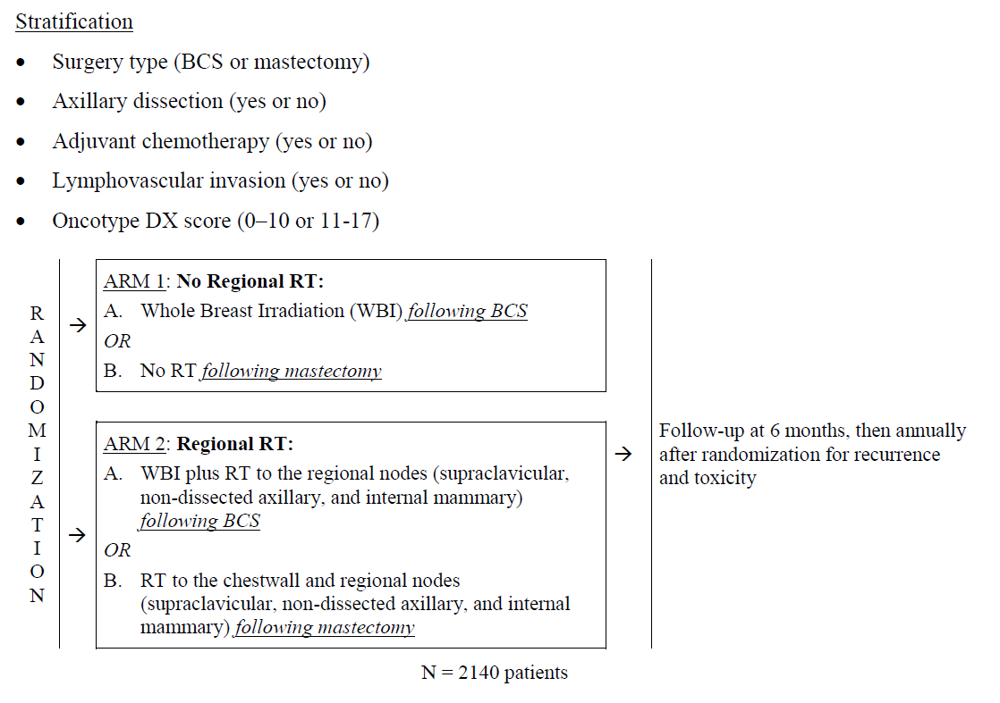 Stratification
• Surgery type (BCS or mastectomy)
• Axillary dissection (yes or no)
• Adjuvant chemotherapy (yes or no)
• Lymphovascular invasion (yes or no)
• Oncotype DX score (0–10 or 11-17)
RANDOMIZATION
→
ARM 1: No Regional RT:
A. Whole Breast Irradiation (WBI) following BCS
OR
B. No RT following mastectomy
→
ARM 2: Regional RT:
A. WBI plus RT to the regional nodes (supraclavicular,
non-dissected axillary, and internal mammary)
following BCS
OR
B. RT to the chestwall and regional nodes
(supraclavicular, non-dissected axillary, and internal
mammary) following mastectomy
→
Follow-up at 6 months, then annually
after randomization for recurrence
and toxicity
N = 2140 patients